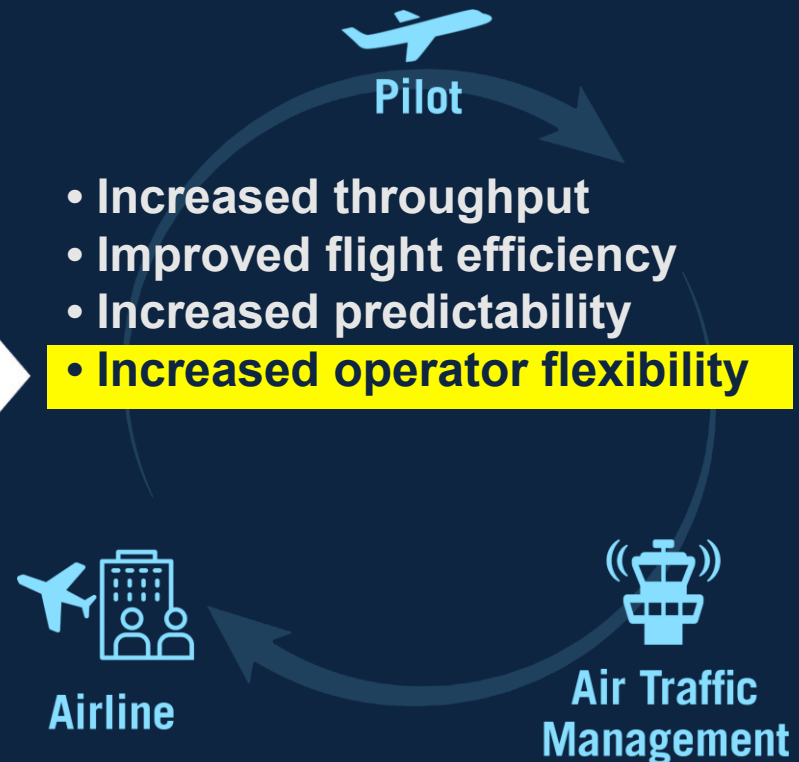 Pilot
• Increased throughput
• Improved flight efficiency
• Increased predictability
• Increased operator flexibility
Airline
Air Traffic
Management